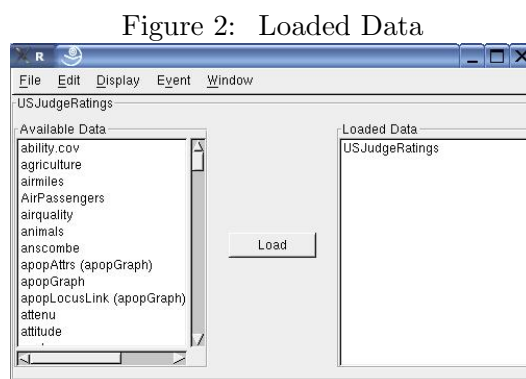 Figure 2: Loaded Data
R
File Edit Display Event Window
USJudgeRatings
Available Data
ability.cov
agriculture
airmiles
AirPassengers
airquality
animals
anscombe
apopAttrs (apopGraph)
apopGraph
apopLocusLink (apopGraph)
attenu
attitude
Load
Loaded Data
USJudgeRatings